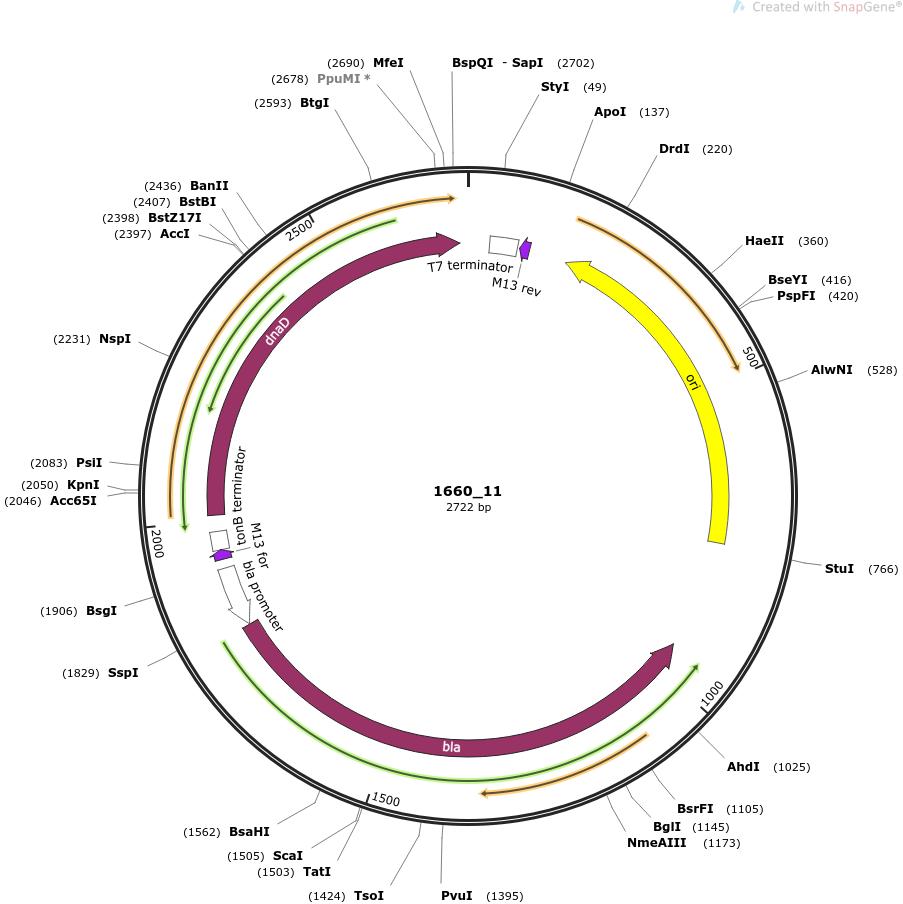 Created with SnapGene®
(2690) MfeI
BspQI - SapI (2702)
(2678) PpuMI *
StyI (49)
(2593) BtgI
ApoI (137)
DrdI (220)
(2436) BanII
(2407) BstBI
(2398) BstZ17I
(2397) AccI
2500
HaeII (360)
T7 terminator
M13 rev
BseYI (416)
PspFI (420)
dnaD
(2231) NspI
500
AlwNI (528)
ori
(2083) PsiI
(2050) KpnI
(2046) Acc65I
1660_11
2722 bp
tonB terminator
2000
M13 for
bla promoter
StuI (766)
(1906) BsgI
(1829) SspI
1000
bla
AhdI (1025)
1500
BsrFI (1105)
BglI (1145)
NmeAIII (1173)
(1562) BsaHI
(1505) ScaI
(1503) TatI
(1424) TsoI
PvuI (1395)